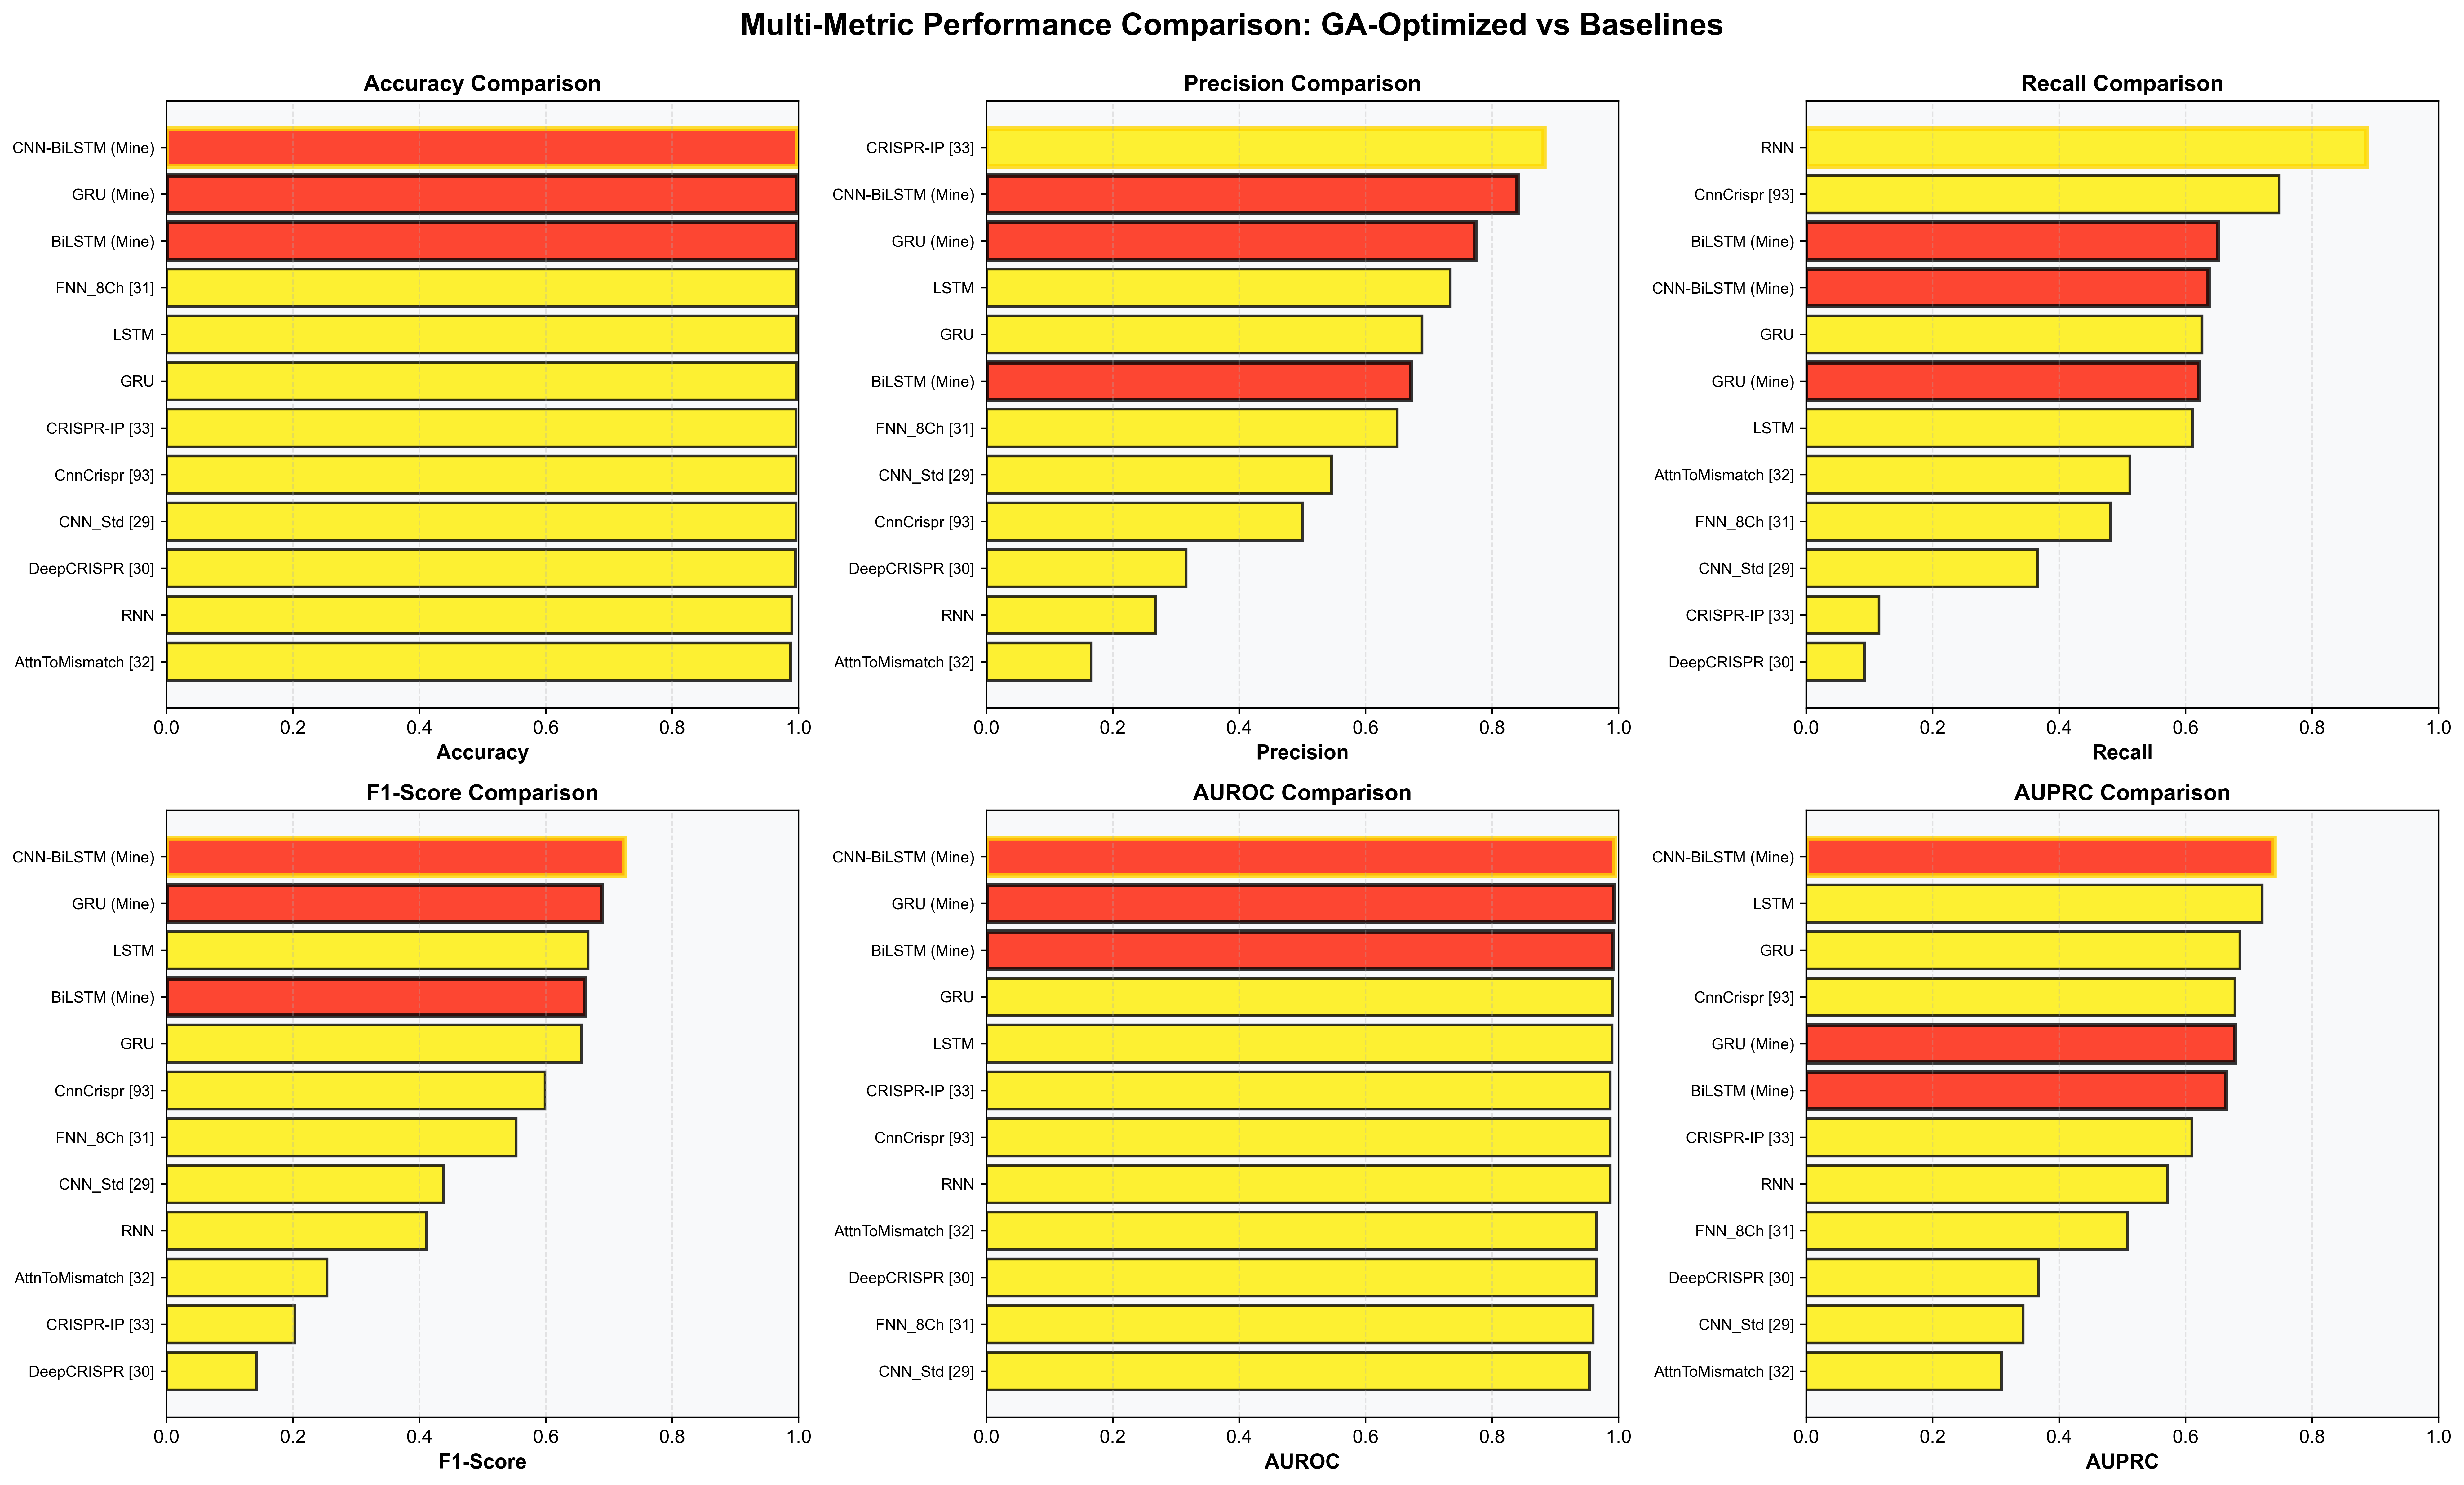 Multi-Metric Performance Comparison: GA-Optimized vs Baselines
Accuracy Comparison
CNN-BiLSTM (Mine)
GRU (Mine)
BiLSTM (Mine)
FNN_8Ch [31]
LSTM
GRU
CRISPR-IP [33]
CnnCrispr [93]
CNN_Std [29]
DeepCRISPR [30]
RNN
AttnToMismatch [32]
0.0 0.2 0.4 0.6 0.8 1.0
Accuracy
Precision Comparison
CRISPR-IP [33]
CNN-BiLSTM (Mine)
GRU (Mine)
LSTM
GRU
BiLSTM (Mine)
FNN_8Ch [31]
CNN_Std [29]
CnnCrispr [93]
DeepCRISPR [30]
RNN
AttnToMismatch [32]
0.0 0.2 0.4 0.6 0.8 1.0
Precision
Recall Comparison
RNN
CnnCrispr [93]
BiLSTM (Mine)
CNN-BiLSTM (Mine)
GRU
GRU (Mine)
LSTM
AttnToMismatch [32]
FNN_8Ch [31]
CNN_Std [29]
CRISPR-IP [33]
DeepCRISPR [30]
0.0 0.2 0.4 0.6 0.8 1.0
Recall
F1-Score Comparison
CNN-BiLSTM (Mine)
GRU (Mine)
LSTM
BiLSTM (Mine)
GRU
CnnCrispr [93]
FNN_8Ch [31]
CNN_Std [29]
RNN
AttnToMismatch [32]
CRISPR-IP [33]
DeepCRISPR [30]
0.0 0.2 0.4 0.6 0.8 1.0
F1-Score
AUROC Comparison
CNN-BiLSTM (Mine)
GRU (Mine)
BiLSTM (Mine)
GRU
LSTM
CRISPR-IP [33]
CnnCrispr [93]
RNN
AttnToMismatch [32]
DeepCRISPR [30]
FNN_8Ch [31]
CNN_Std [29]
0.0 0.2 0.4 0.6 0.8 1.0
AUROC
AUPRC Comparison
CNN-BiLSTM (Mine)
LSTM
GRU
CnnCrispr [93]
GRU (Mine)
BiLSTM (Mine)
CRISPR-IP [33]
RNN
FNN_8Ch [31]
DeepCRISPR [30]
CNN_Std [29]
AttnToMismatch [32]
0.0 0.2 0.4 0.6 0.8 1.0
AUPRC